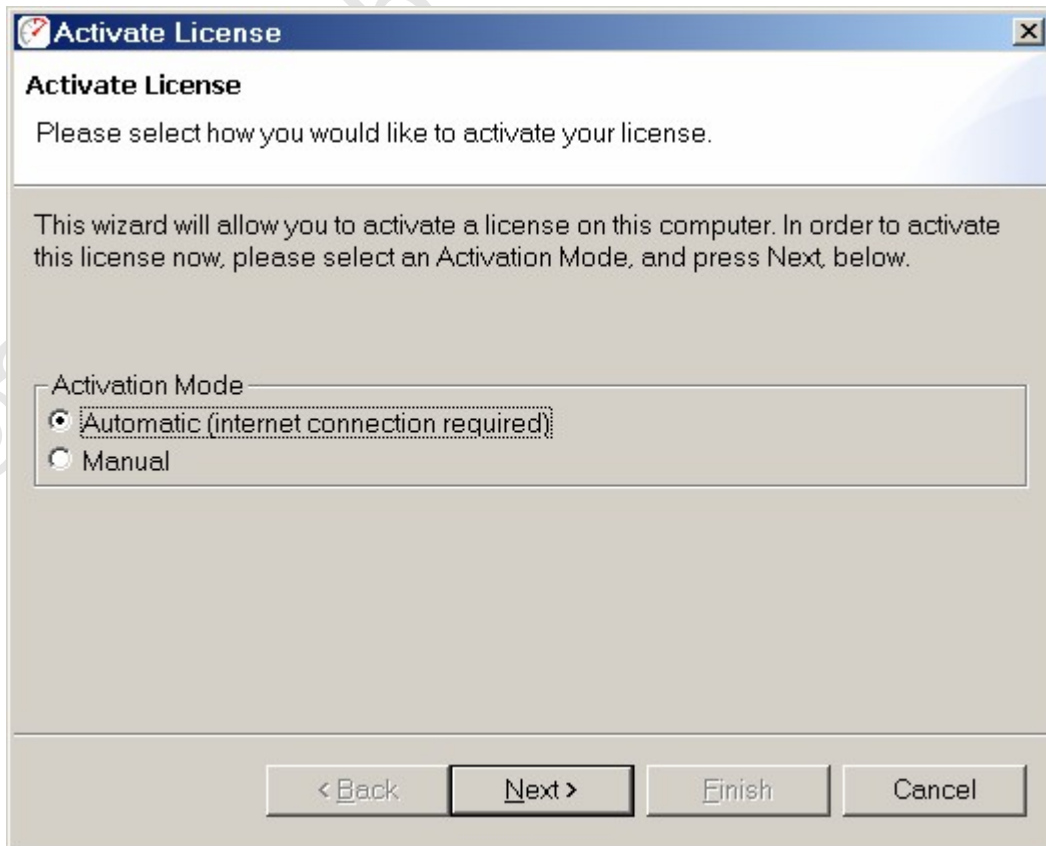 Activate License
Activate License
Please select how you would like to activate your license.
This wizard will allow you to activate a license on this computer. In order to activate
this license now, please select an Activation Mode, and press Next, below.
Activation Mode
Automatic (internet connection required)
Manual
< Back Next > Finish Cancel